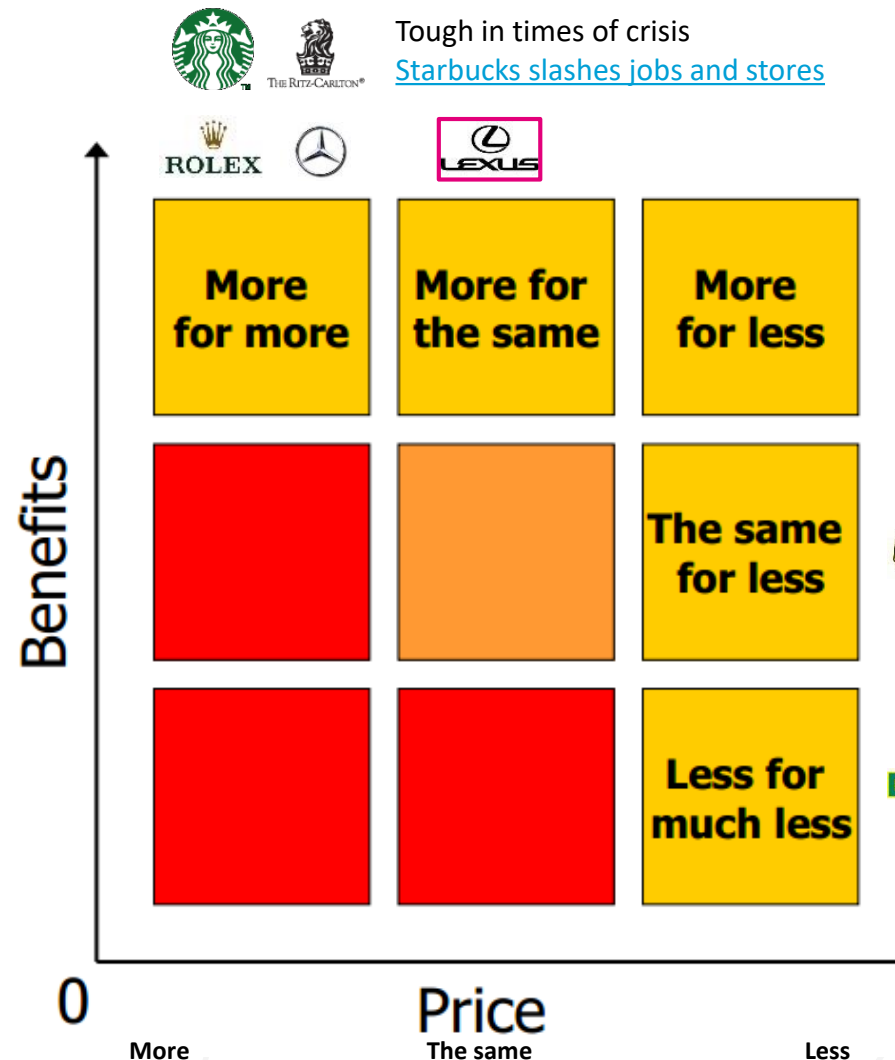 Tough in times of crisis
THE RITZ-CARLTON®
Starbucks slashes jobs and stores
ROLEX
LEXUS
More
for more
More for
the same
More
for less
Benefits
The same
for less
Less for
much less
0
Price
More The same Less